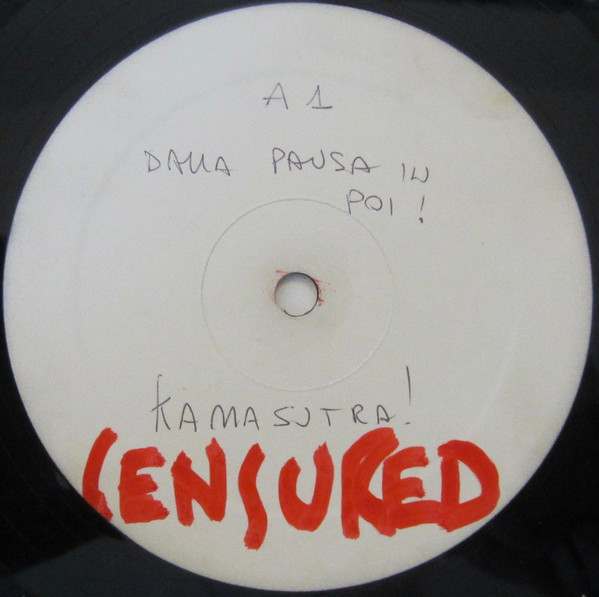 A 1
DALLA PAUSA IN
POI!
KAMASUTRA!
CENSURED